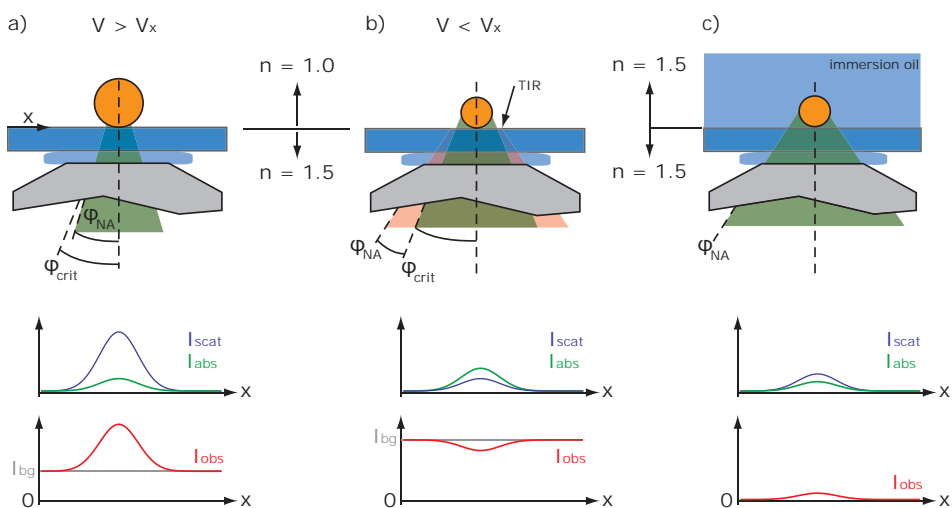 a) V > Vx
b) V < Vx
c)
n = 1.0
n = 1.5
TIR
n = 1.5
n = 1.5
immersion oil
x
φNA
φcrit
φNA
φcrit
φNA
Iscat
Iabs
x
Iscat
Iabs
x
Iscat
Iabs
x
Ibg
Iobs
0
x
Ibg
Iobs
0
x
Iobs
0
x